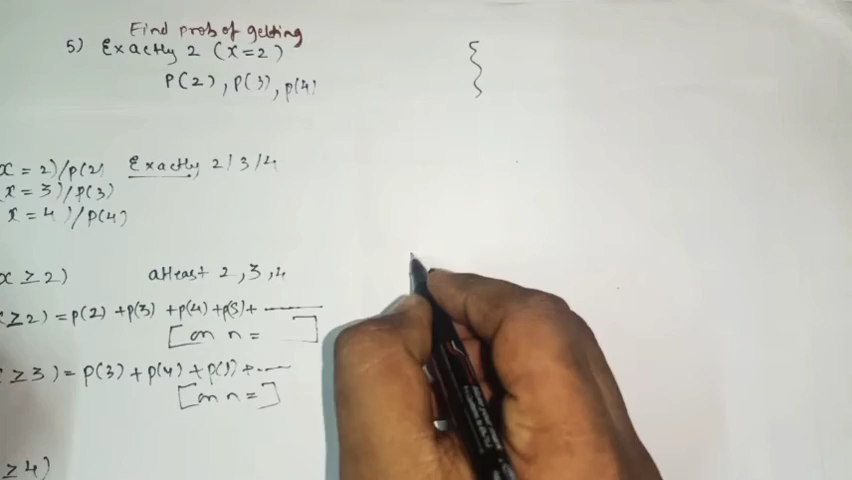 Find prob of getting
5) Exactly 2 (x=2)
P(2), P(3), P(4)
x = 2)/P(2) Exactly 2/3/4
x = 3)/P(3)
x = 4)/P(4)
x ≥ 2) atleast 2, 3, 4
≥ 2) = P(2) + P(3) + P(4) + P(5) +
[ on n = ]
≥ 3) = P(3) + P(4) + P(5) +
[ on n = ]
≥ 4)